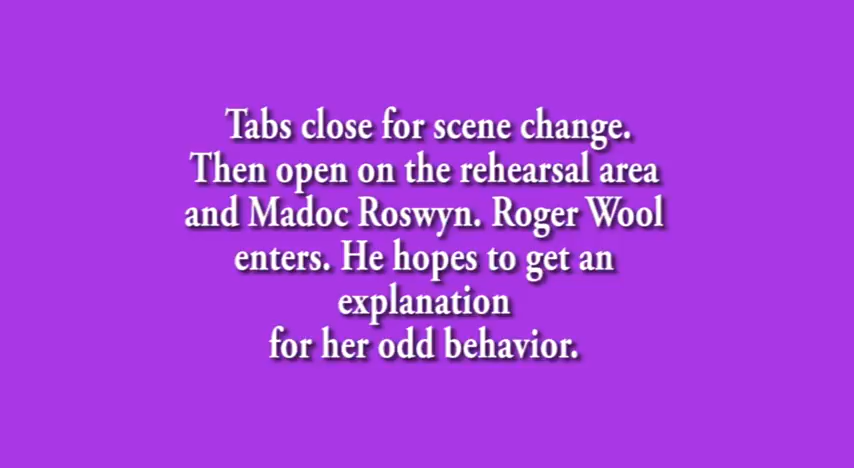 Tabs close for scene change.
Then open on the rehearsal area
and Madoc Roswyn. Roger Wool
enters. He hopes to get an
explanation
for her odd behavior.